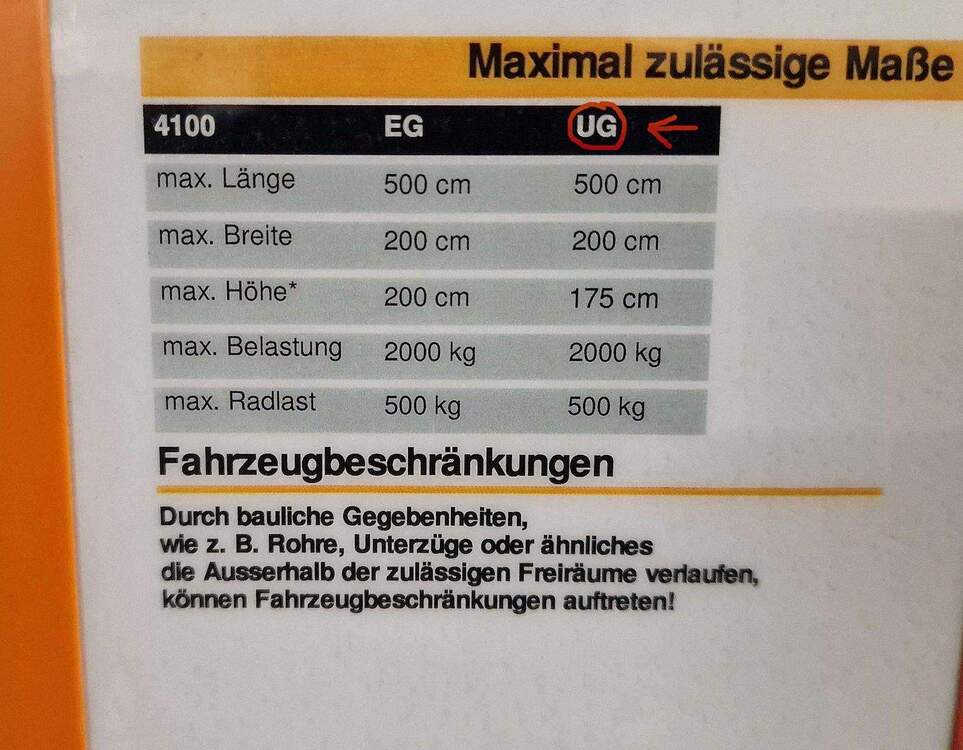 Maximal zulässige Maße
4100 EG UG
max. Länge 500 cm 500 cm
max. Breite 200 cm 200 cm
max. Höhe* 200 cm 175 cm
max. Belastung 2000 kg 2000 kg
max. Radlast 500 kg 500 kg
Fahrzeugbeschränkungen
Durch bauliche Gegebenheiten,
wie z. B. Rohre, Unterzüge oder ähnliches
die Ausserhalb der zulässigen Freiräume verlaufen,
können Fahrzeugbeschränkungen auftreten!